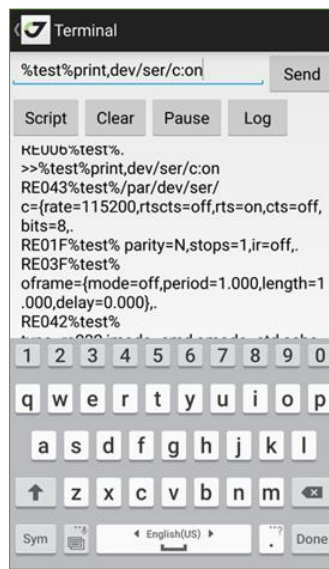 Terminal
%test%print,dev/ser/c:on
Send
Script Clear Pause Log
RE006%test%.
>>%test%print,dev/ser/c:on
RE043%test%/par/dev/ser/
c={rate=115200,rtscts=off,rts=on,cts=off,
bits=8,.
RE01F%test% parity=N,stops=1,ir=off,.
RE03F%test%
oframe={mode=off,period=1.000,length=1
.000,delay=0.000},.
RE042%test%
1 2 3 4 5 6 7 8 9 0
q w e r t y u i o p
a s d f g h j k l
z x c v b n m
Sym English(US) . Done